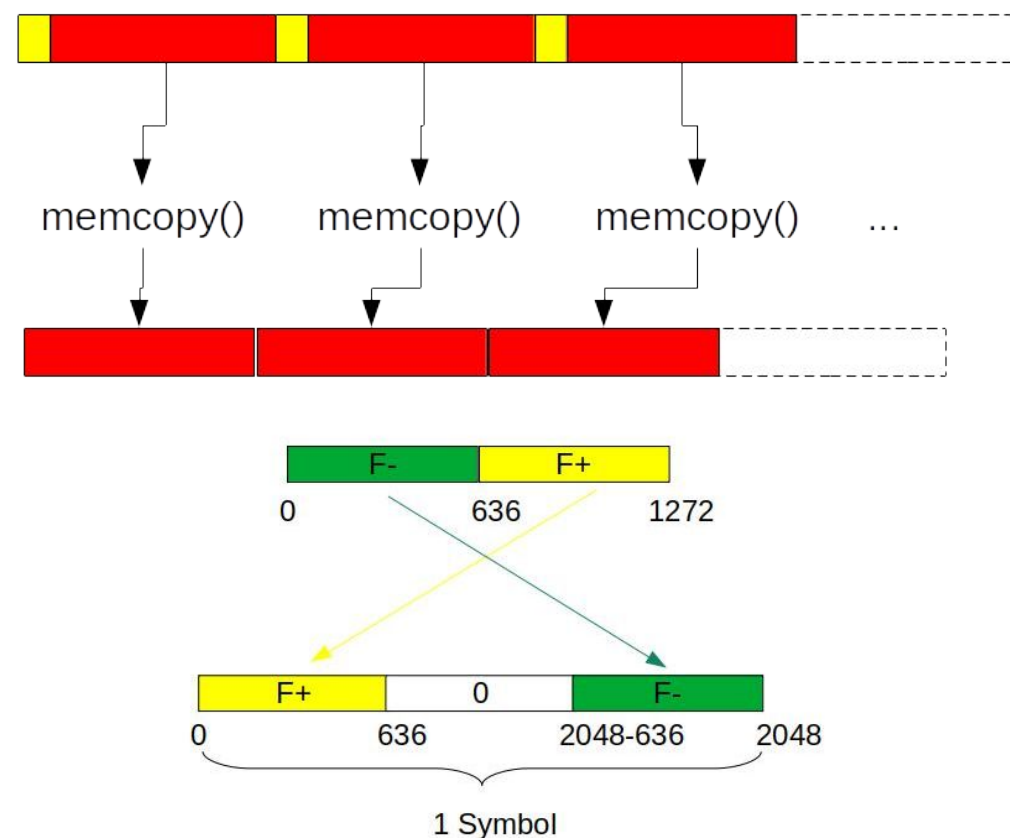 memcopy() memcopy() memcopy() ...
F- F+
0 636 1272
F+ 0 F-
0 636 2048-636 2048
1 Symbol